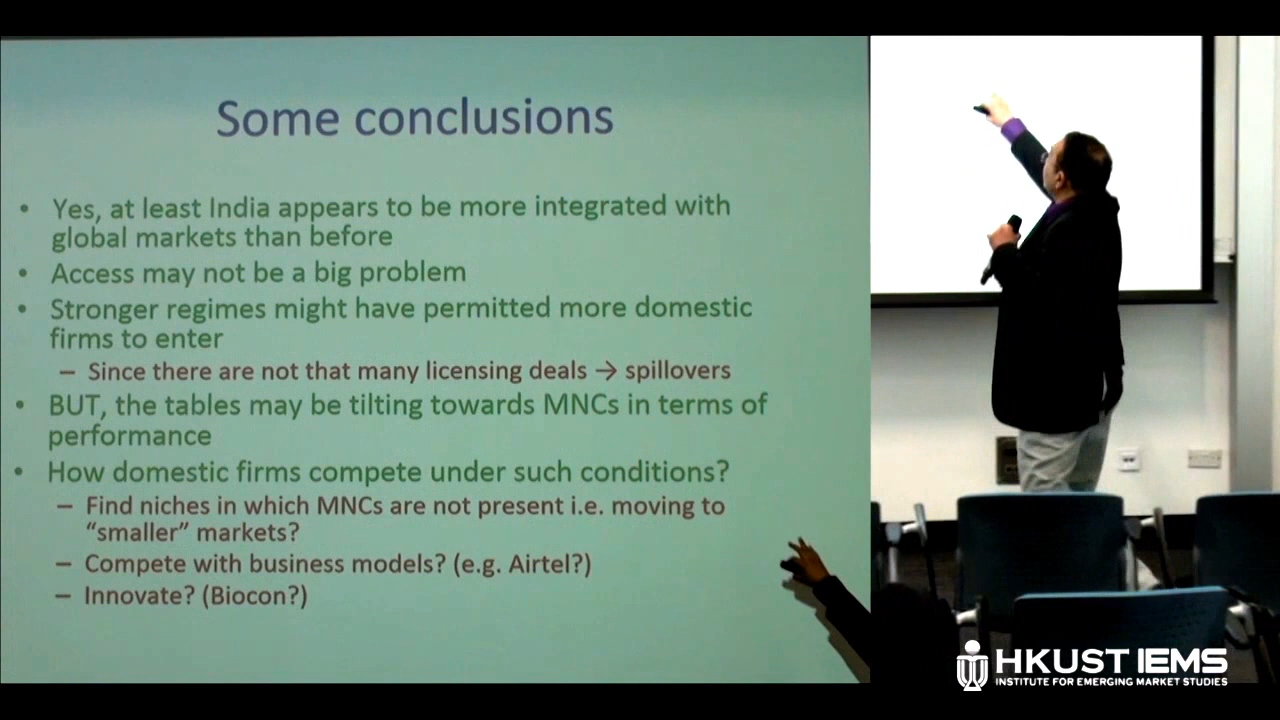 Some conclusions
• Yes, at least India appears to be more integrated with
global markets than before
• Access may not be a big problem
• Stronger regimes might have permitted more domestic
firms to enter
– Since there are not that many licensing deals → spillovers
• BUT, the tables may be tilting towards MNCs in terms of
performance
• How domestic firms compete under such conditions?
– Find niches in which MNCs are not present i.e. moving to
“smaller” markets?
– Compete with business models? (e.g. Airtel?)
– Innovate? (Biocon?)
HKUST IEMS
INSTITUTE FOR EMERGING MARKET STUDIES